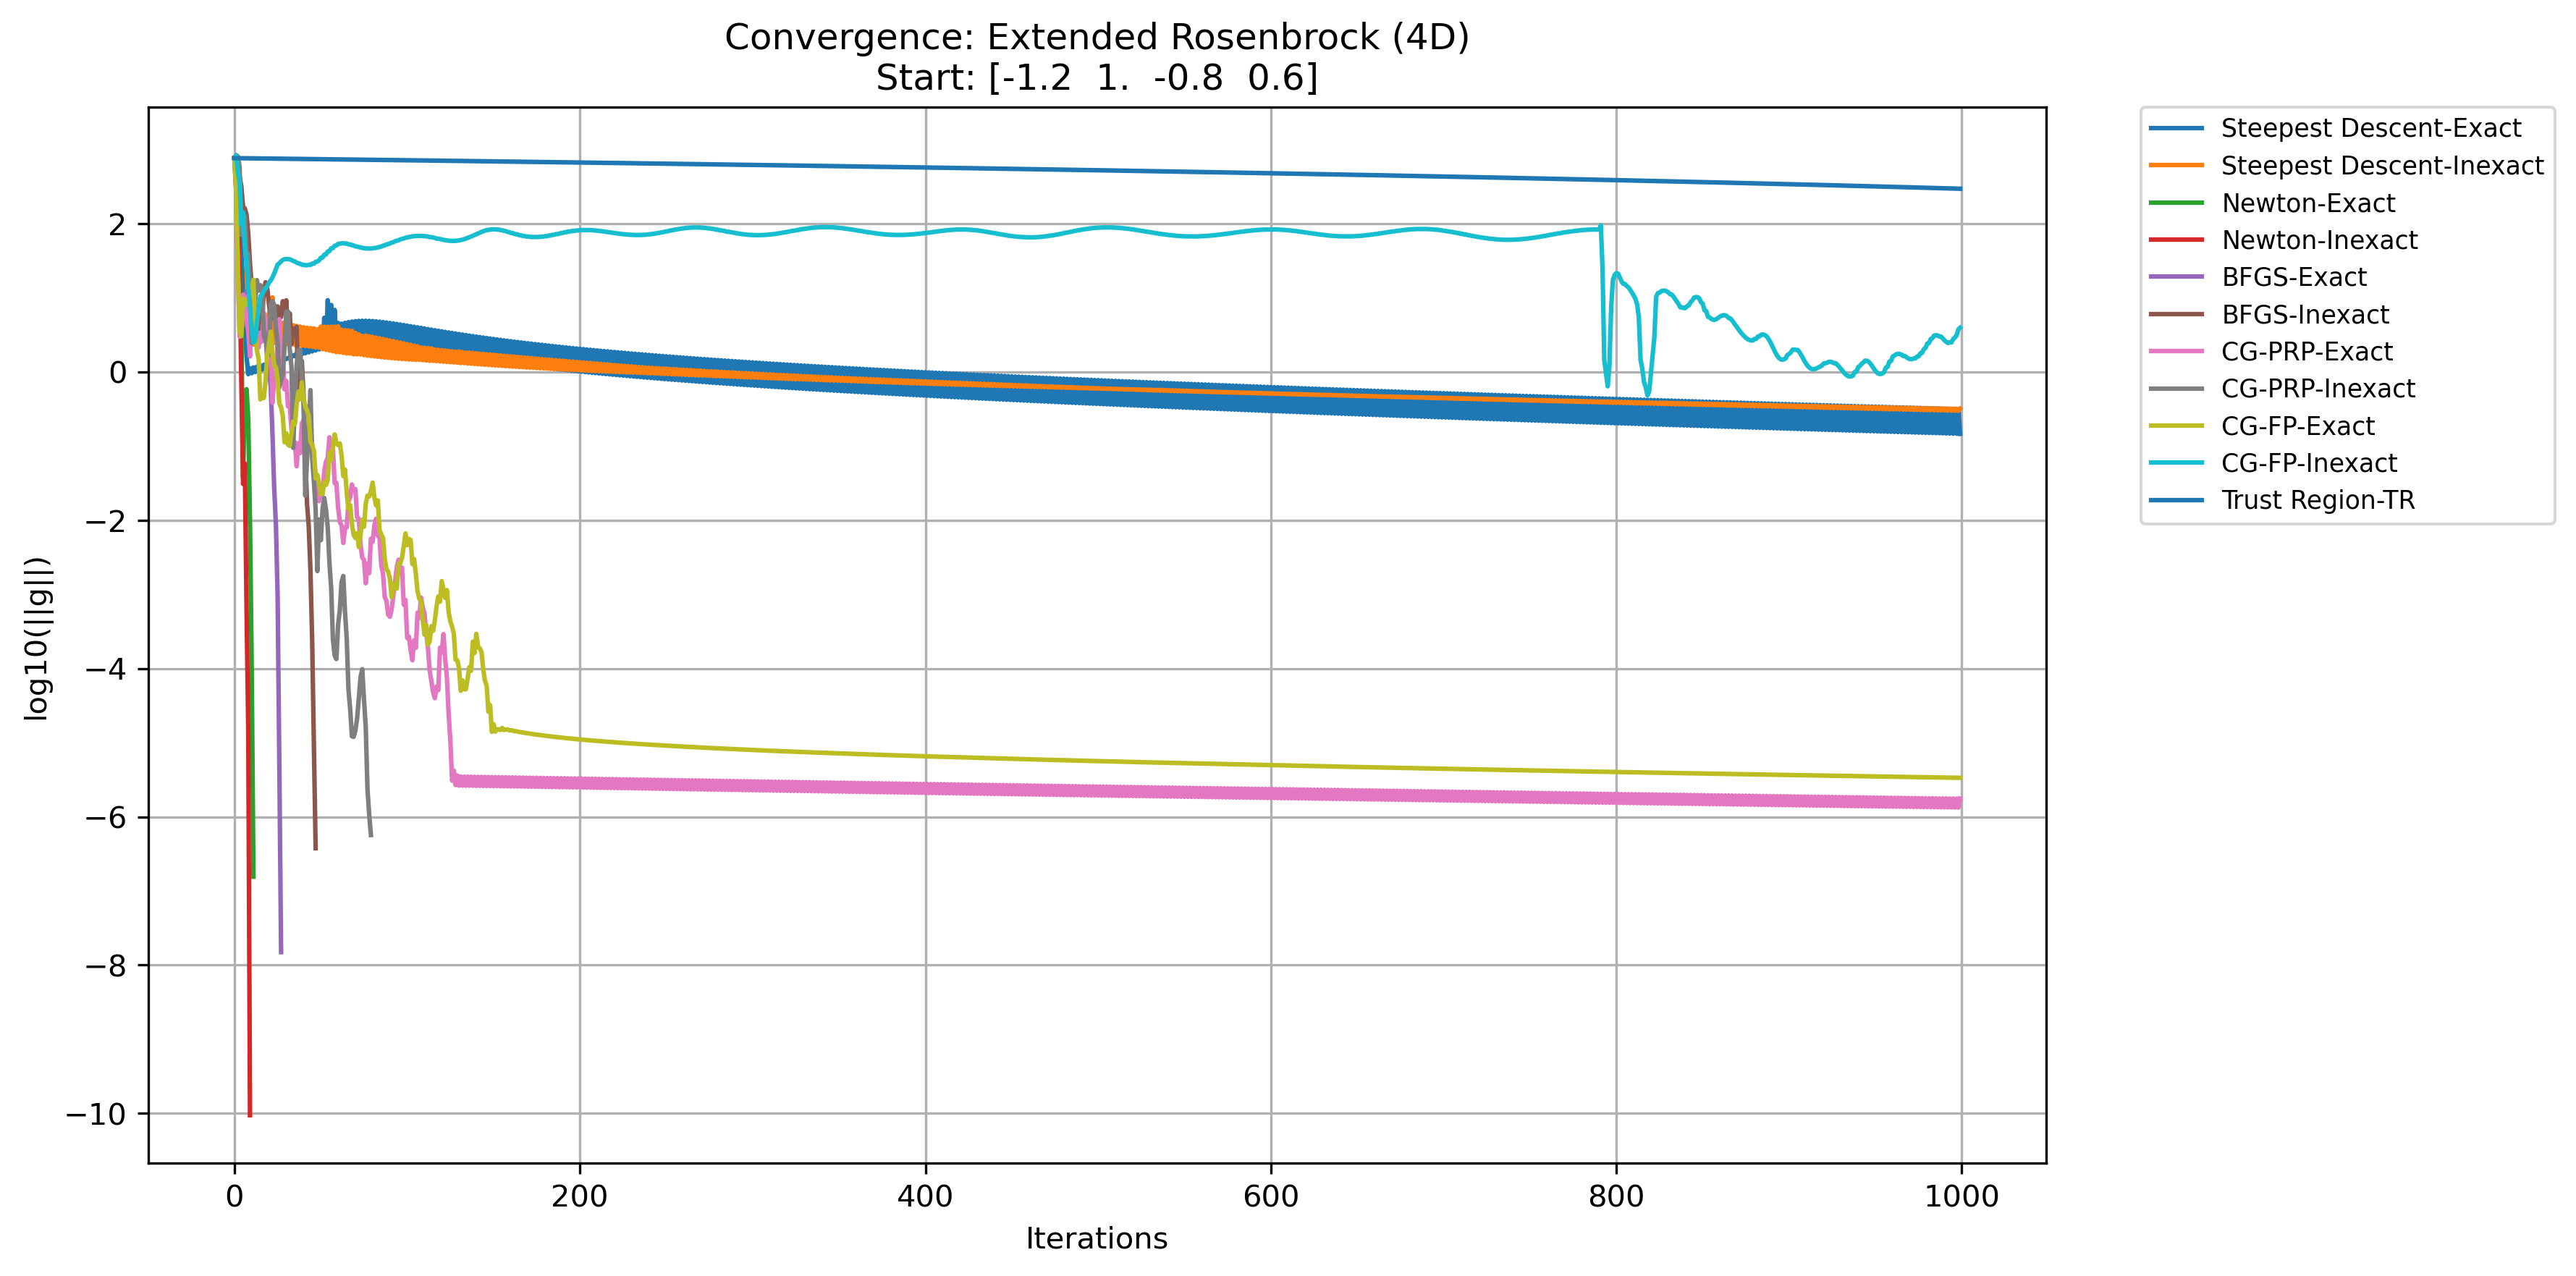 Convergence: Extended Rosenbrock (4D)
Start: [-1.2  1.  -0.8  0.6]
Steepest Descent-Exact
Steepest Descent-Inexact
Newton-Exact
Newton-Inexact
BFGS-Exact
BFGS-Inexact
CG-PRP-Exact
CG-PRP-Inexact
CG-FP-Exact
CG-FP-Inexact
Trust Region-TR
log10(||g||)
2
0
−2
−4
−6
−8
−10
0 200 400 600 800 1000
Iterations